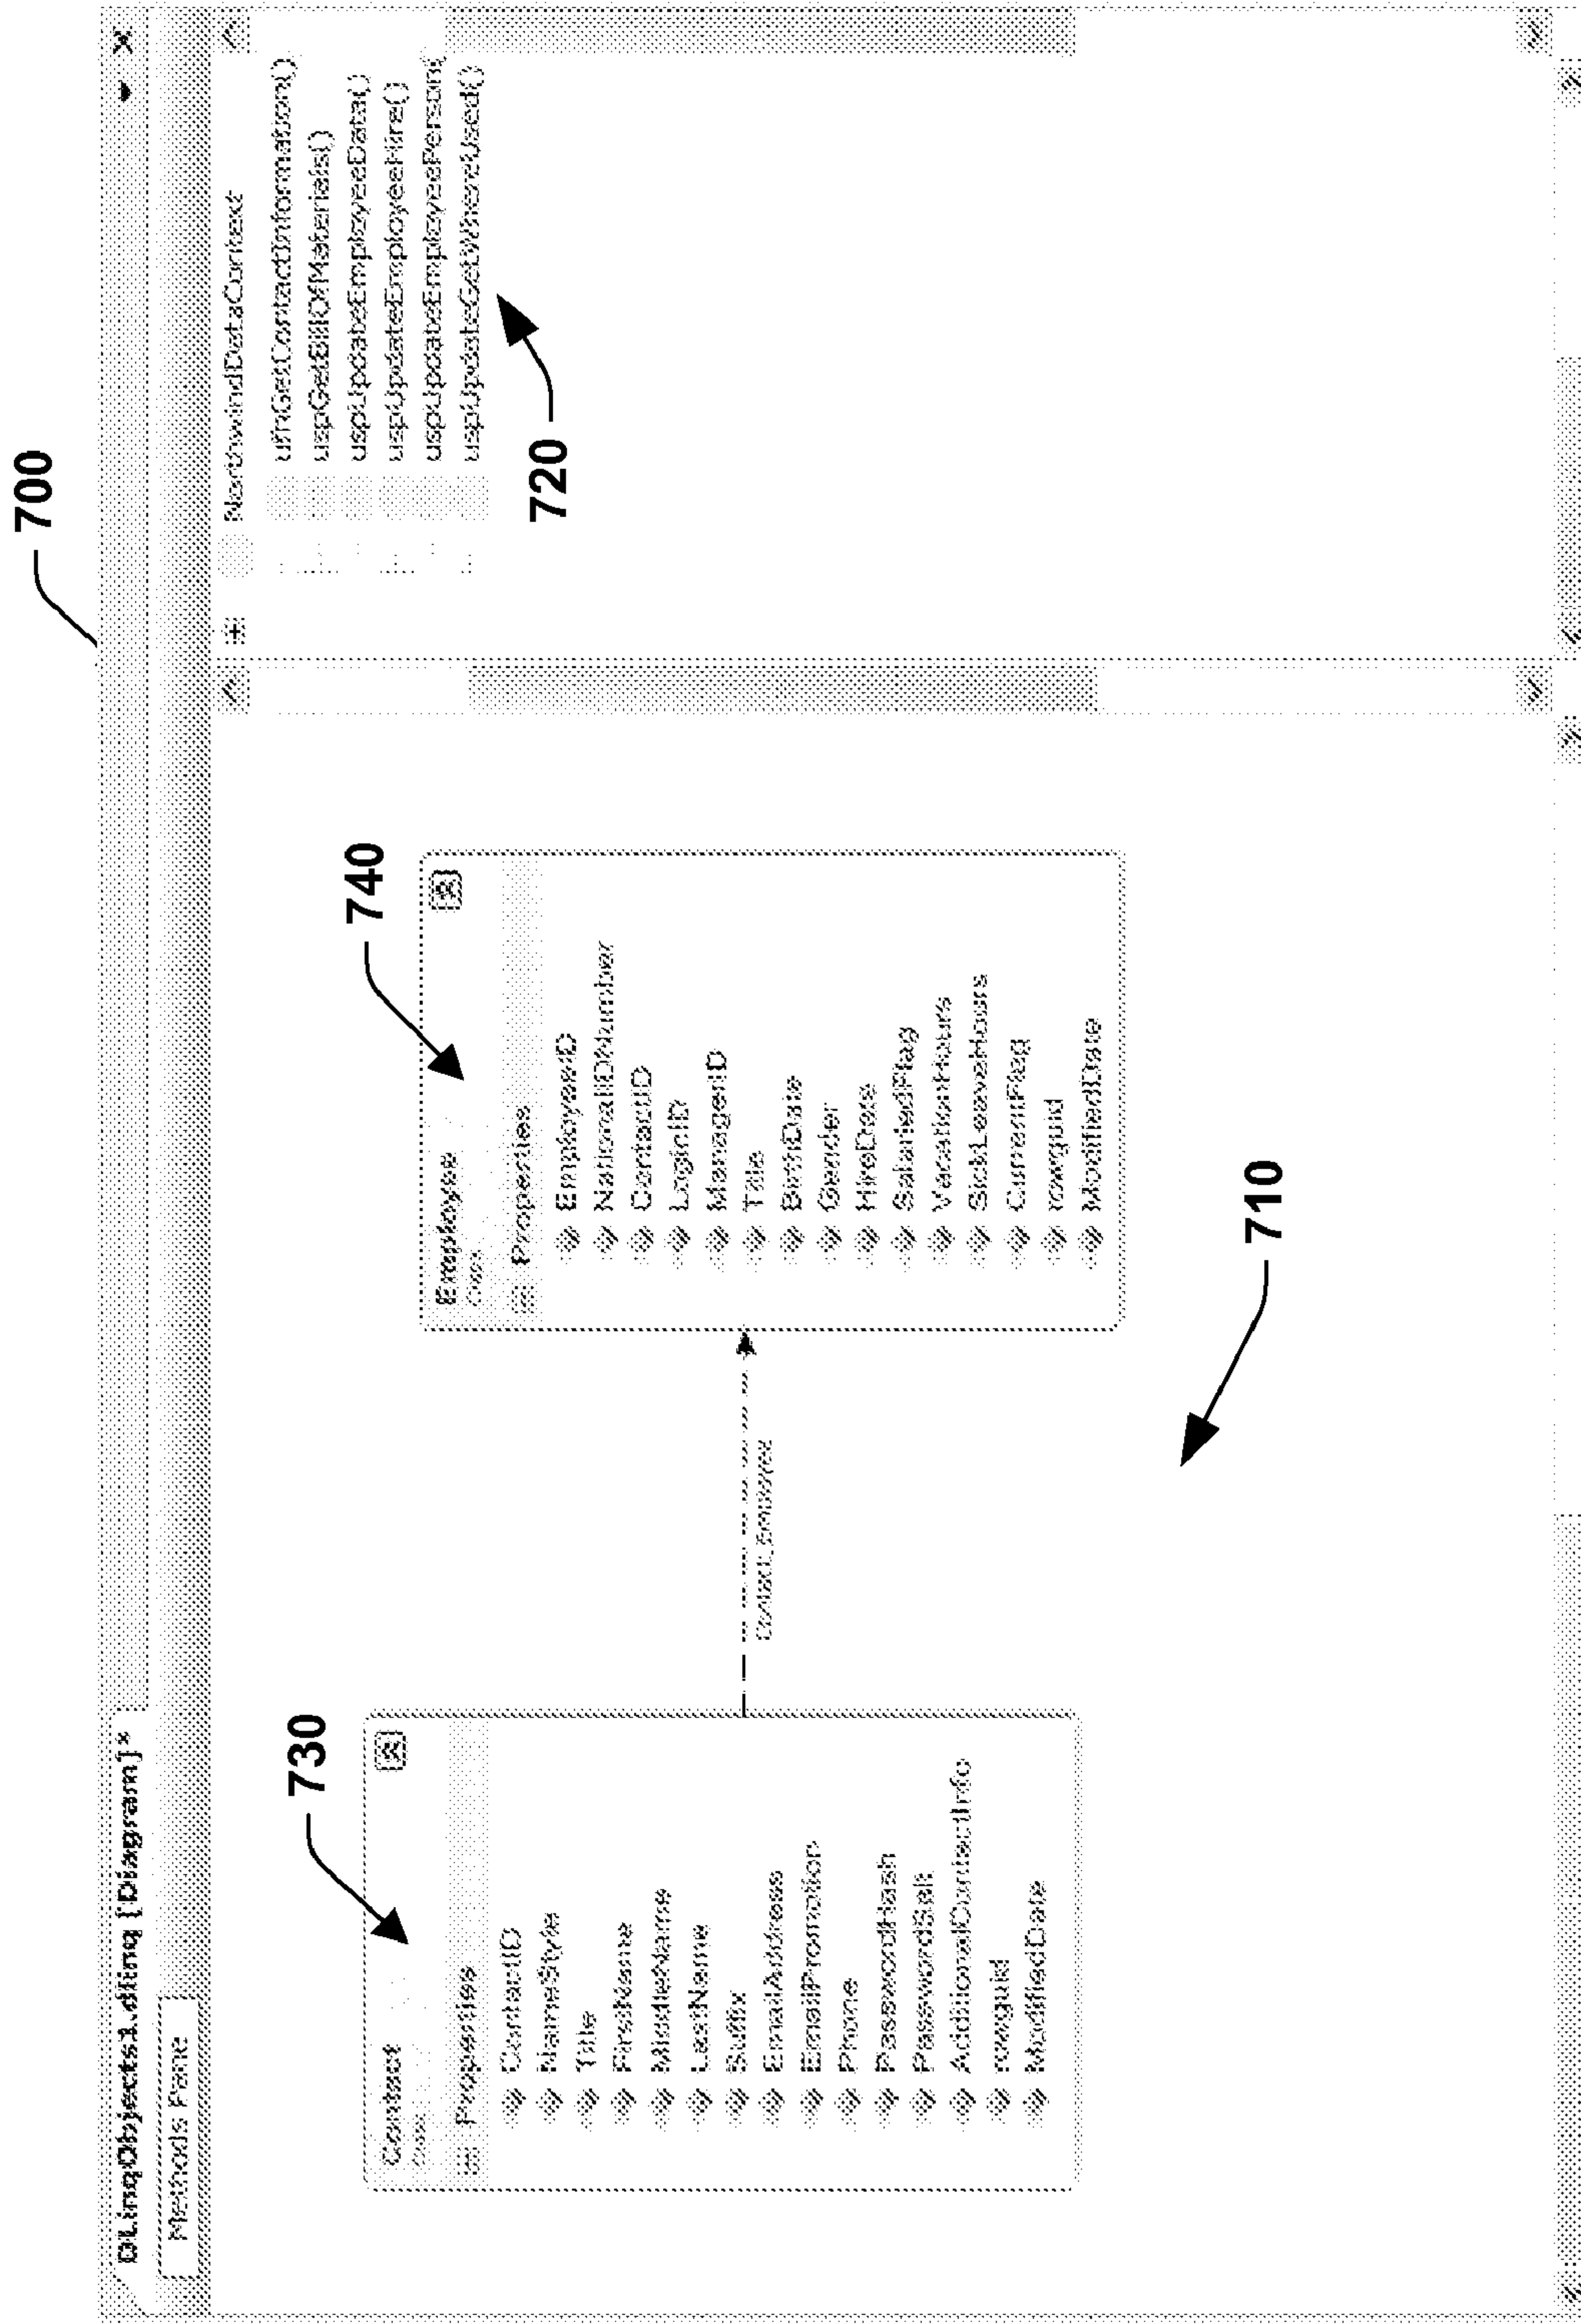 700
DLinqObjects1.dlinq [Diagram]*
Methods Pane
730
Contact
Class
Properties
ContactID
NameStyle
Title
FirstName
MiddleName
LastName
Suffix
EmailAddress
EmailPromotion
Phone
PasswordHash
PasswordSalt
AdditionalContactInfo
rowguid
ModifiedDate
Contact_Employee
740
Employee
Class
Properties
EmployeeID
NationalIDNumber
ContactID
LoginID
ManagerID
Title
BirthDate
Gender
HireDate
SalariedFlag
VacationHours
SickLeaveHours
CurrentFlag
rowguid
ModifiedDate
710
NorthwindDataContext
ufnGetContactInformation()
uspGetBillOfMaterials()
uspUpdateEmployeeData()
uspUpdateEmployeeHire()
uspUpdateEmployeePerson(
uspUpdateGetWhereUsed()
720